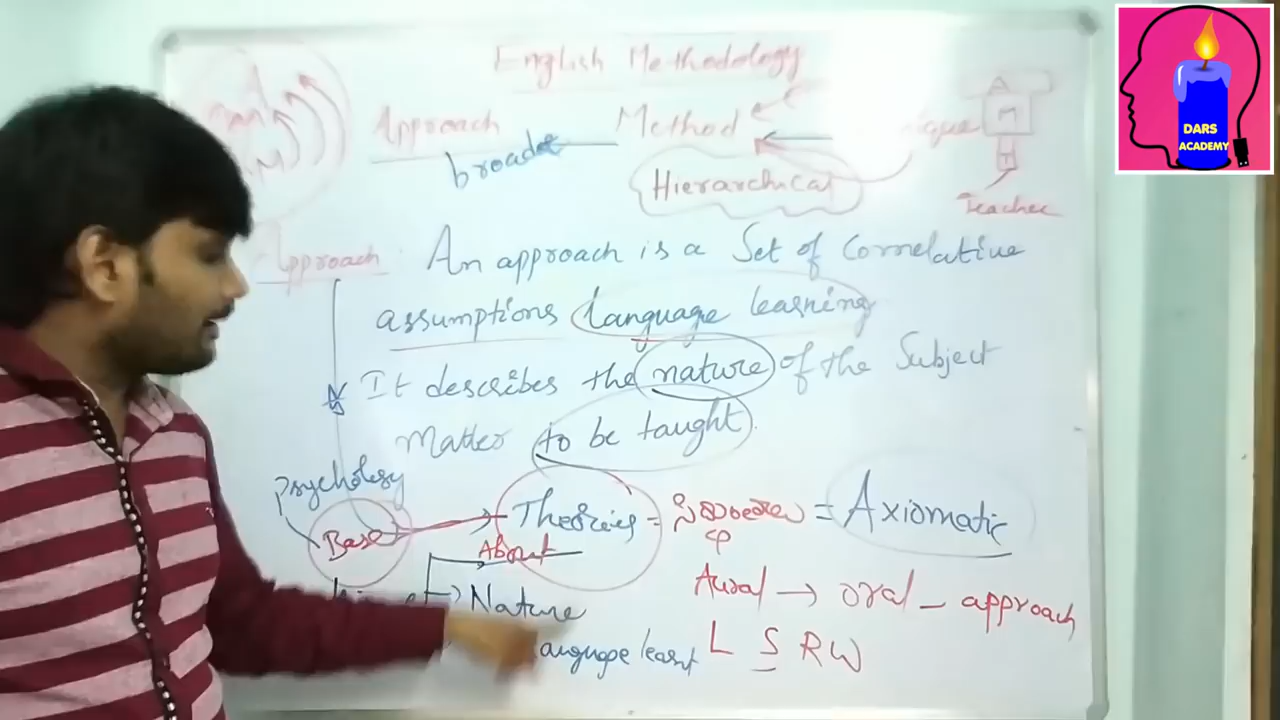 English Methodology
Approach Method ique
A
M
T
broader
Hierarchical
Teacher
Approach : An approach is a Set of Correlative
assumptions language learning
It describes the nature of the Subject
Matter to be taught.
Psychology
Base → Theories = = Axiomatic
About
Nature
Aural → oral - approach
language learnt
L S R W
DARS
ACADEMY